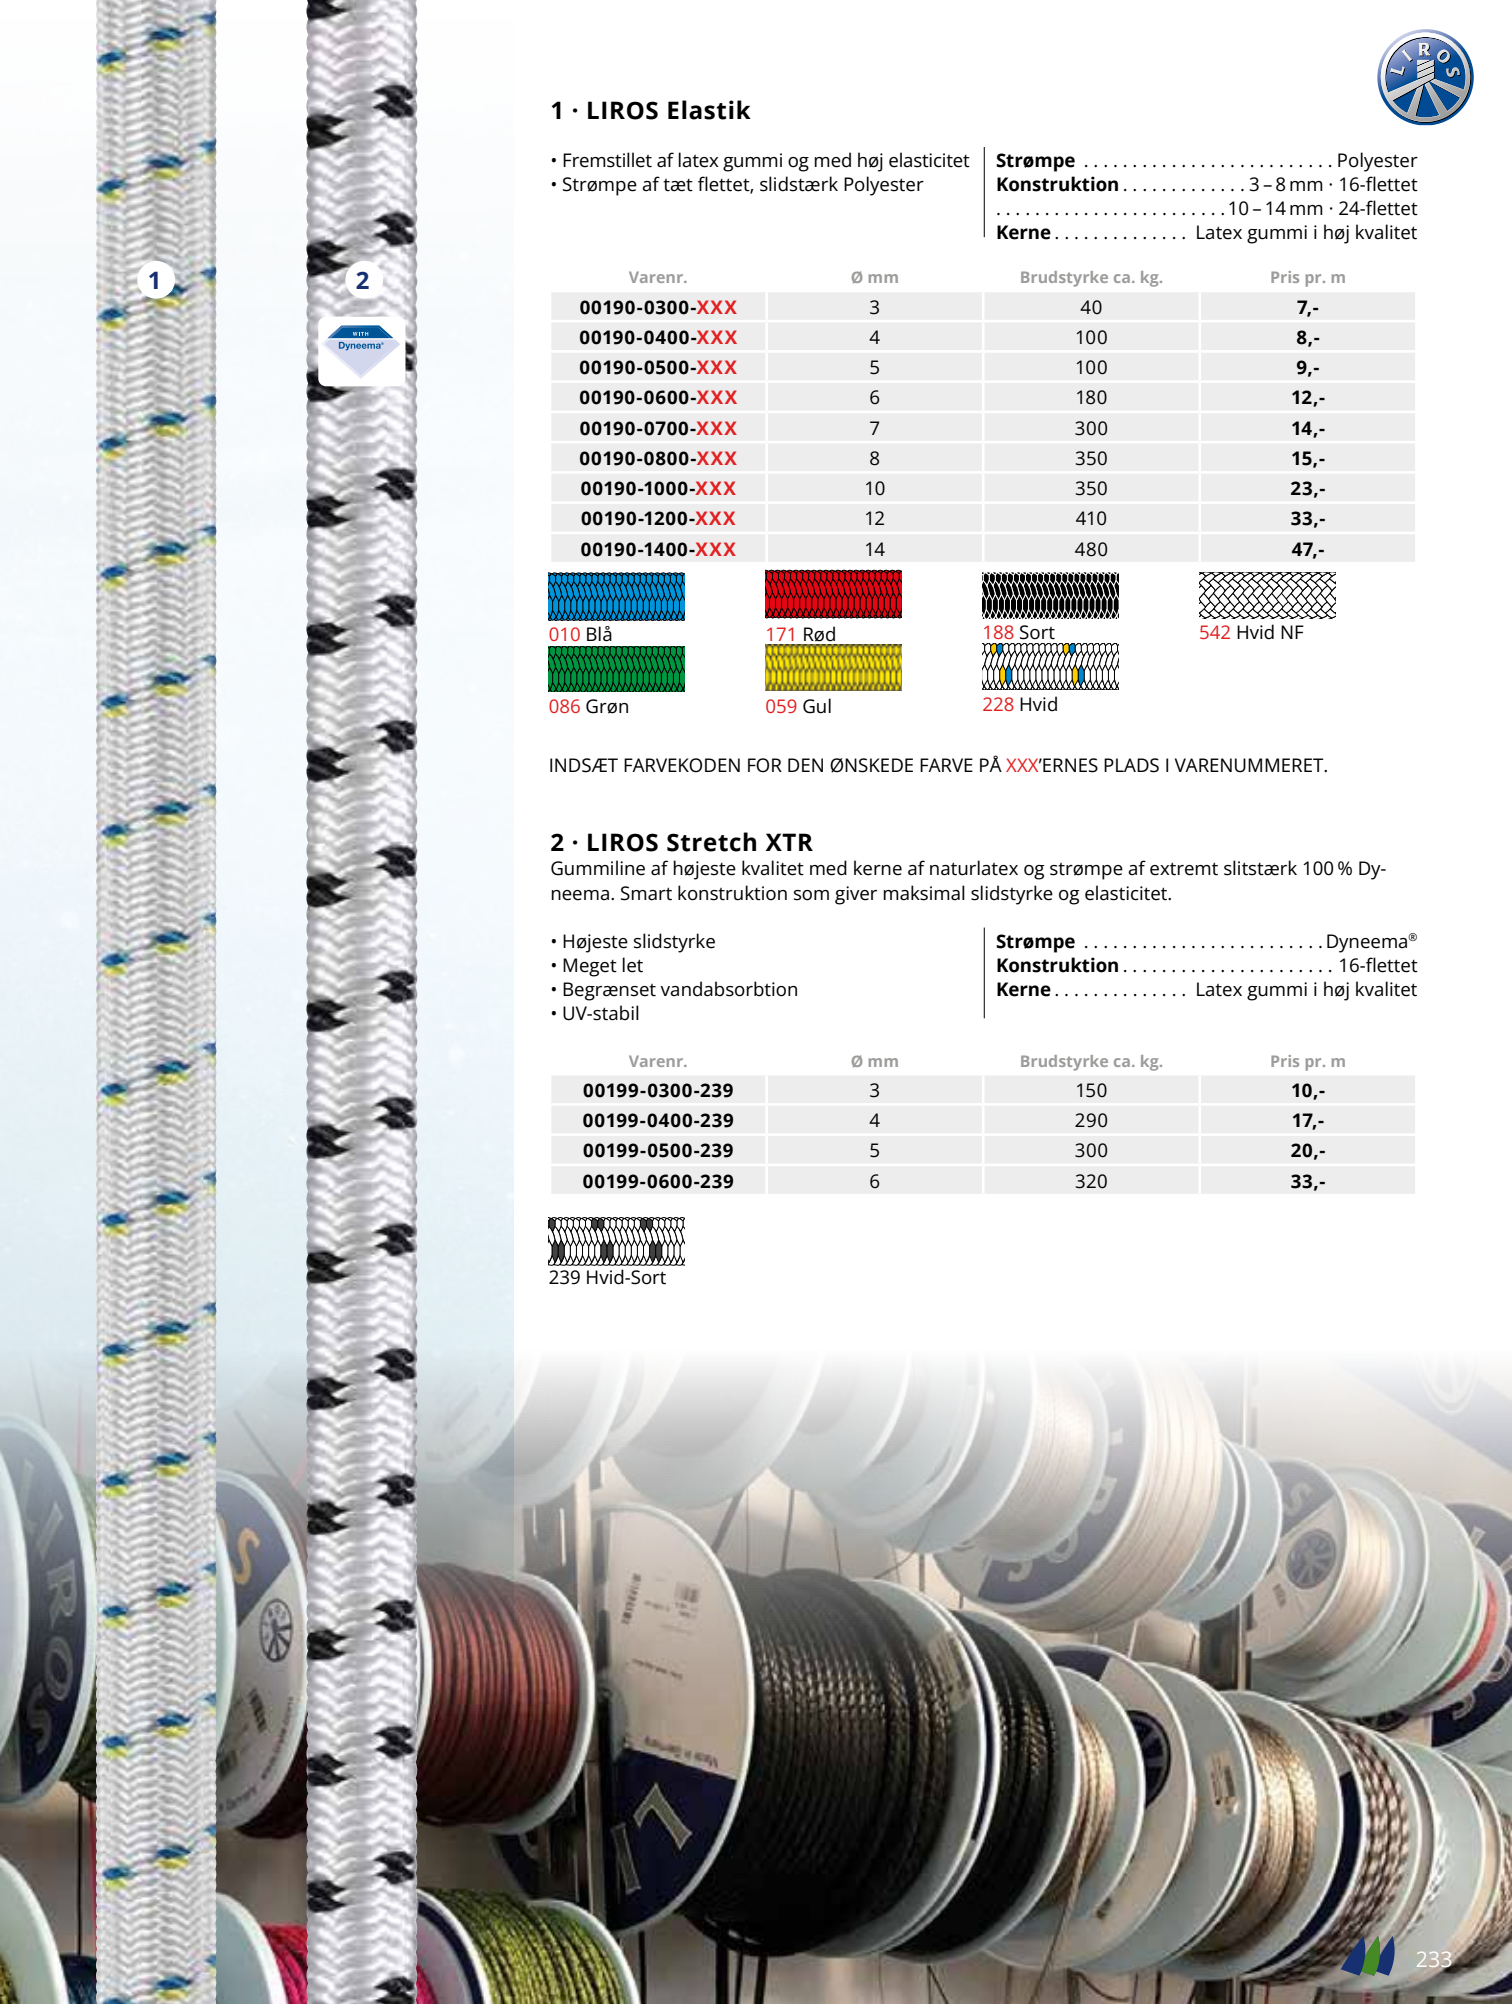 LIROS
1 · LIROS Elastik
• Fremstillet af latex gummi og med høj elasticitet
• Strømpe af tæt flettet, slidstærk Polyester
Strømpe . . . . . . . . . . . . . . . . . . . . . . . . . . Polyester
Konstruktion . . . . . . . . . . . . . 3 – 8 mm · 16-flettet
. . . . . . . . . . . . . . . . . . . . . . . . 10 – 14 mm · 24-flettet
Kerne . . . . . . . . . . . . . . Latex gummi i høj kvalitet
1
2
WITH
Dyneema®
Varenr. Ø mm Brudstyrke ca. kg. Pris pr. m
00190-0300-XXX 3 40 7,-
00190-0400-XXX 4 100 8,-
00190-0500-XXX 5 100 9,-
00190-0600-XXX 6 180 12,-
00190-0700-XXX 7 300 14,-
00190-0800-XXX 8 350 15,-
00190-1000-XXX 10 350 23,-
00190-1200-XXX 12 410 33,-
00190-1400-XXX 14 480 47,-
010 Blå 171 Rød 188 Sort 542 Hvid NF
086 Grøn 059 Gul 228 Hvid
INDSÆT FARVEKODEN FOR DEN ØNSKEDE FARVE PÅ XXX’ERNES PLADS I VARENUMMERET.
2 · LIROS Stretch XTR
Gummiline af højeste kvalitet med kerne af naturlatex og strømpe af extremt slitstærk 100 % Dy-
neema. Smart konstruktion som giver maksimal slidstyrke og elasticitet.
• Højeste slidstyrke
• Meget let
• Begrænset vandabsorbtion
• UV-stabil
Strømpe . . . . . . . . . . . . . . . . . . . . . . . . . Dyneema®
Konstruktion . . . . . . . . . . . . . . . . . . . . . . 16-flettet
Kerne . . . . . . . . . . . . . . Latex gummi i høj kvalitet
Varenr. Ø mm Brudstyrke ca. kg. Pris pr. m
00199-0300-239 3 150 10,-
00199-0400-239 4 290 17,-
00199-0500-239 5 300 20,-
00199-0600-239 6 320 33,-
239 Hvid-Sort
LIROS
Made in Germany
233